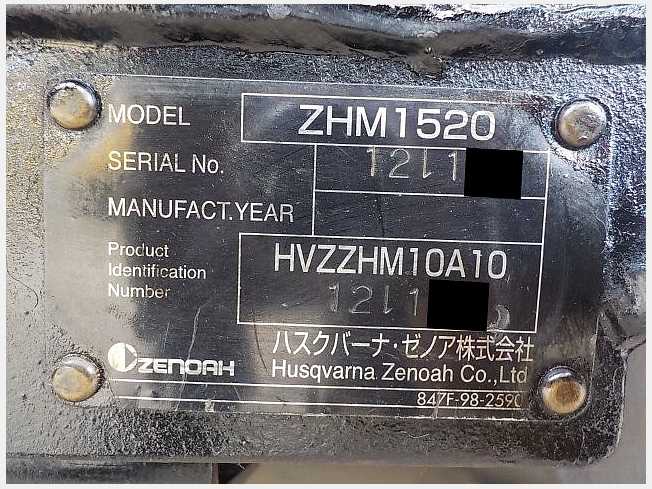 MODEL ZHM1520
SERIAL No. 1211
MANUFACT.YEAR
Product
Identification
Number
HVZZHM10A10
1211
ZENOAH
ハスクバーナ・ゼノア株式会社
Husqvarna Zenoah Co.,Ltd
847F-98-2590